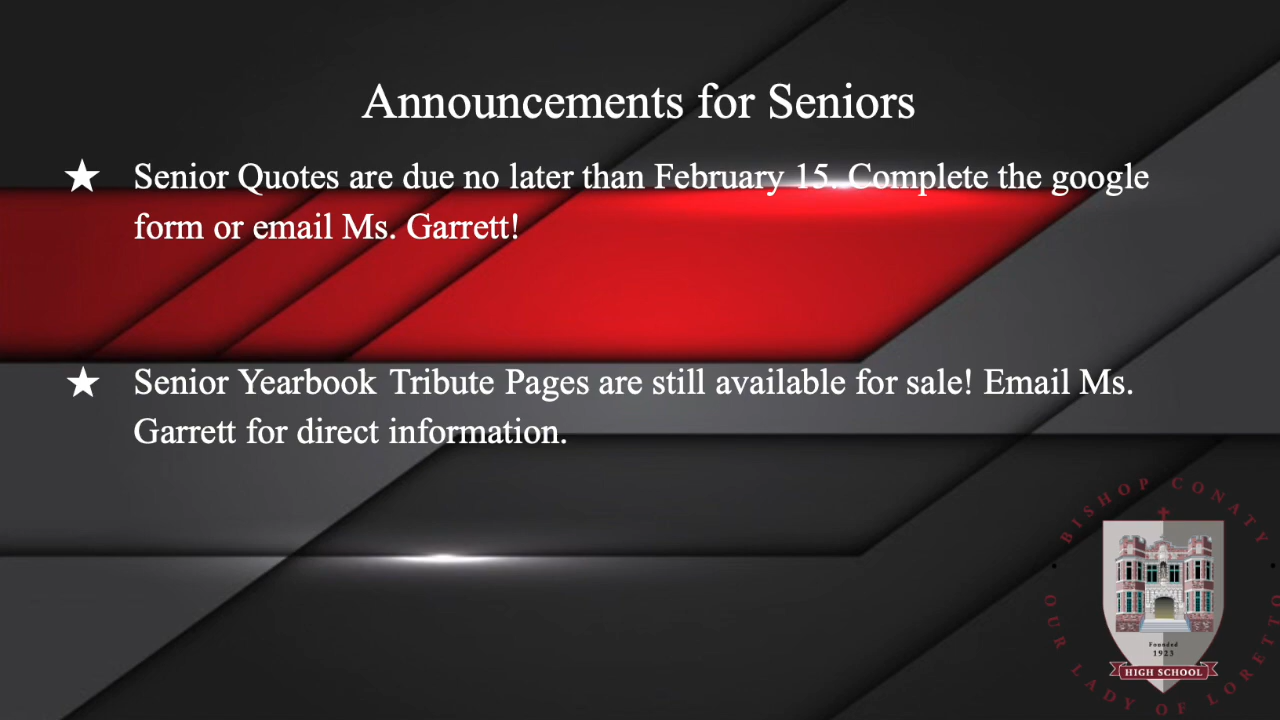 Announcements for Seniors
★ Senior Quotes are due no later than February 15. Complete the google
form or email Ms. Garrett!
★ Senior Yearbook Tribute Pages are still available for sale! Email Ms.
Garrett for direct information.
BISHOP CONATY
OUR LADY OF LORETTO
Founded
1923
HIGH SCHOOL